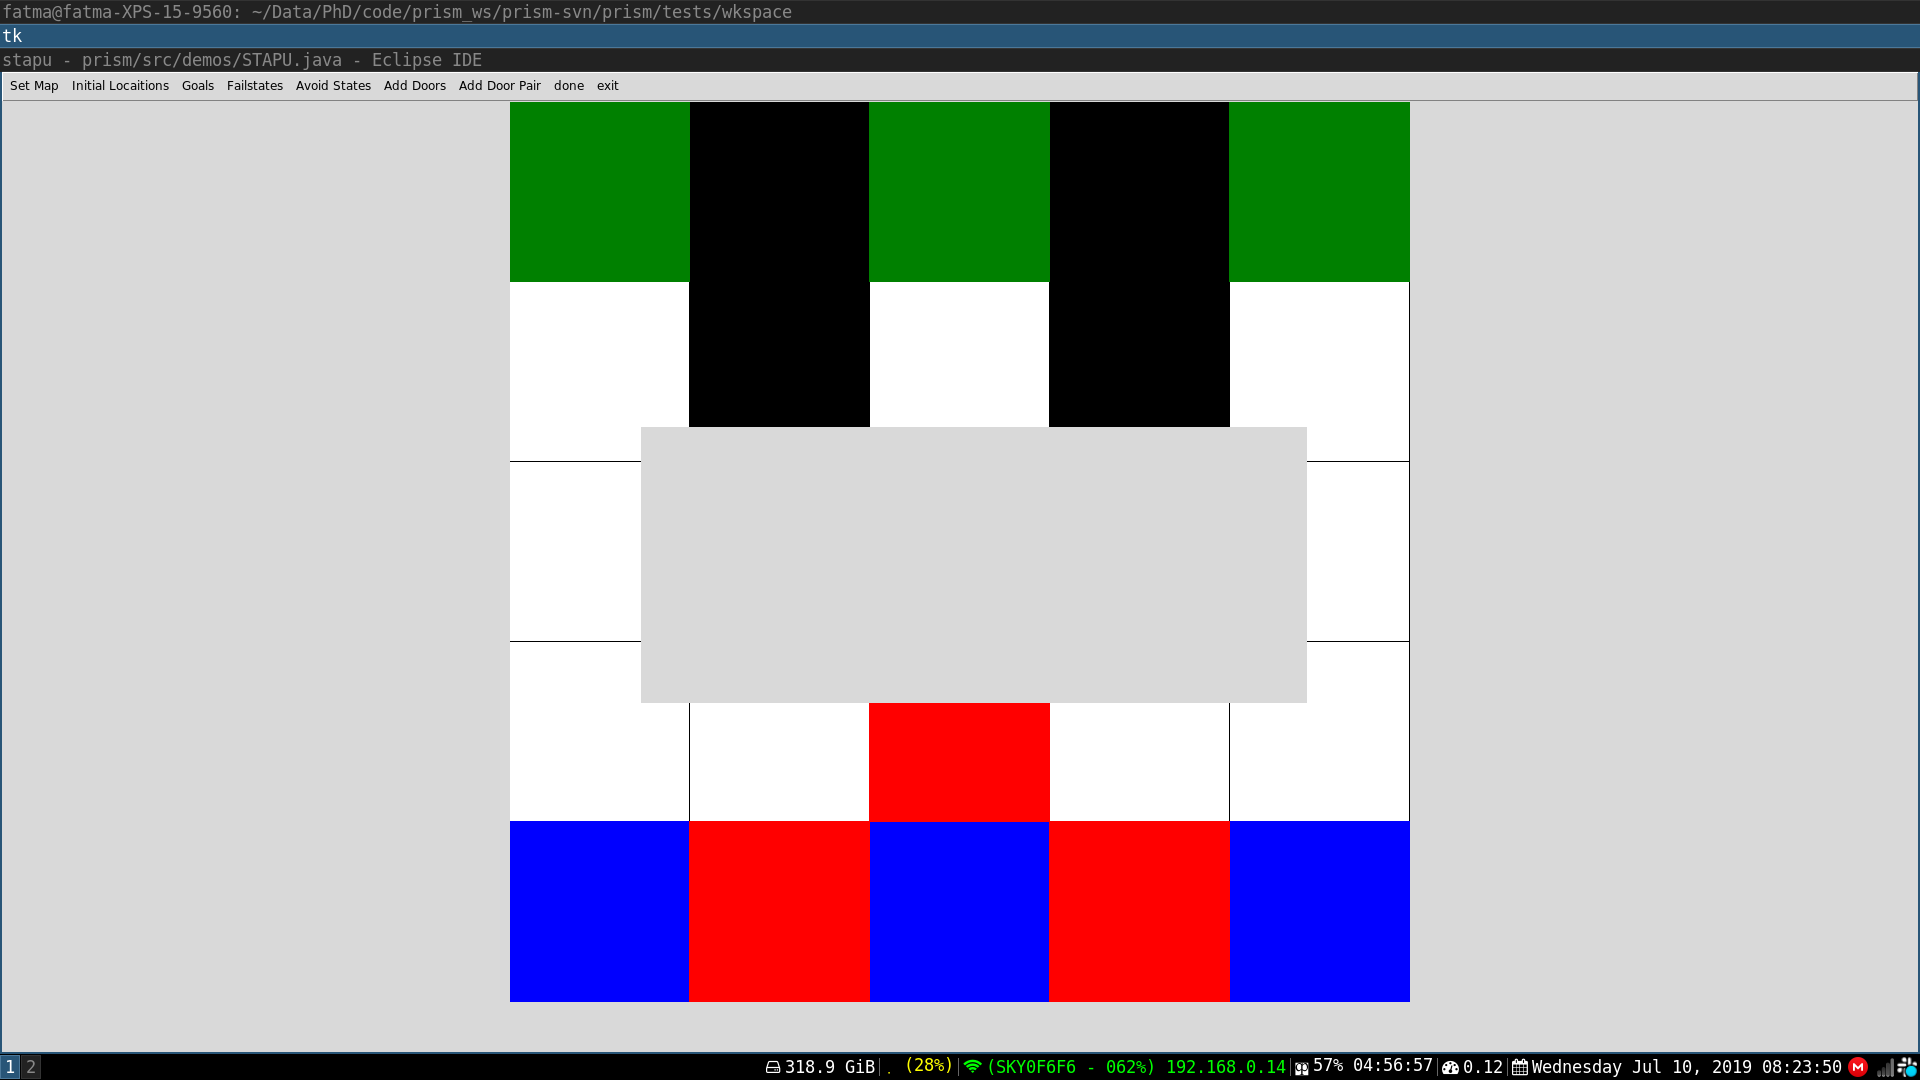 fatma@fatma-XPS-15-9560: ~/Data/PhD/code/prism_ws/prism-svn/prism/tests/wkspace
tk
stapu - prism/src/demos/STAPU.java - Eclipse IDE
Set Map Initial Locaitions Goals Failstates Avoid States Add Doors Add Door Pair done exit
1 2 318.9 GiB . (28%) (SKY0F6F6 - 062%) 192.168.0.14 57% 04:56:57 0.12 Wednesday Jul 10, 2019 08:23:50 M